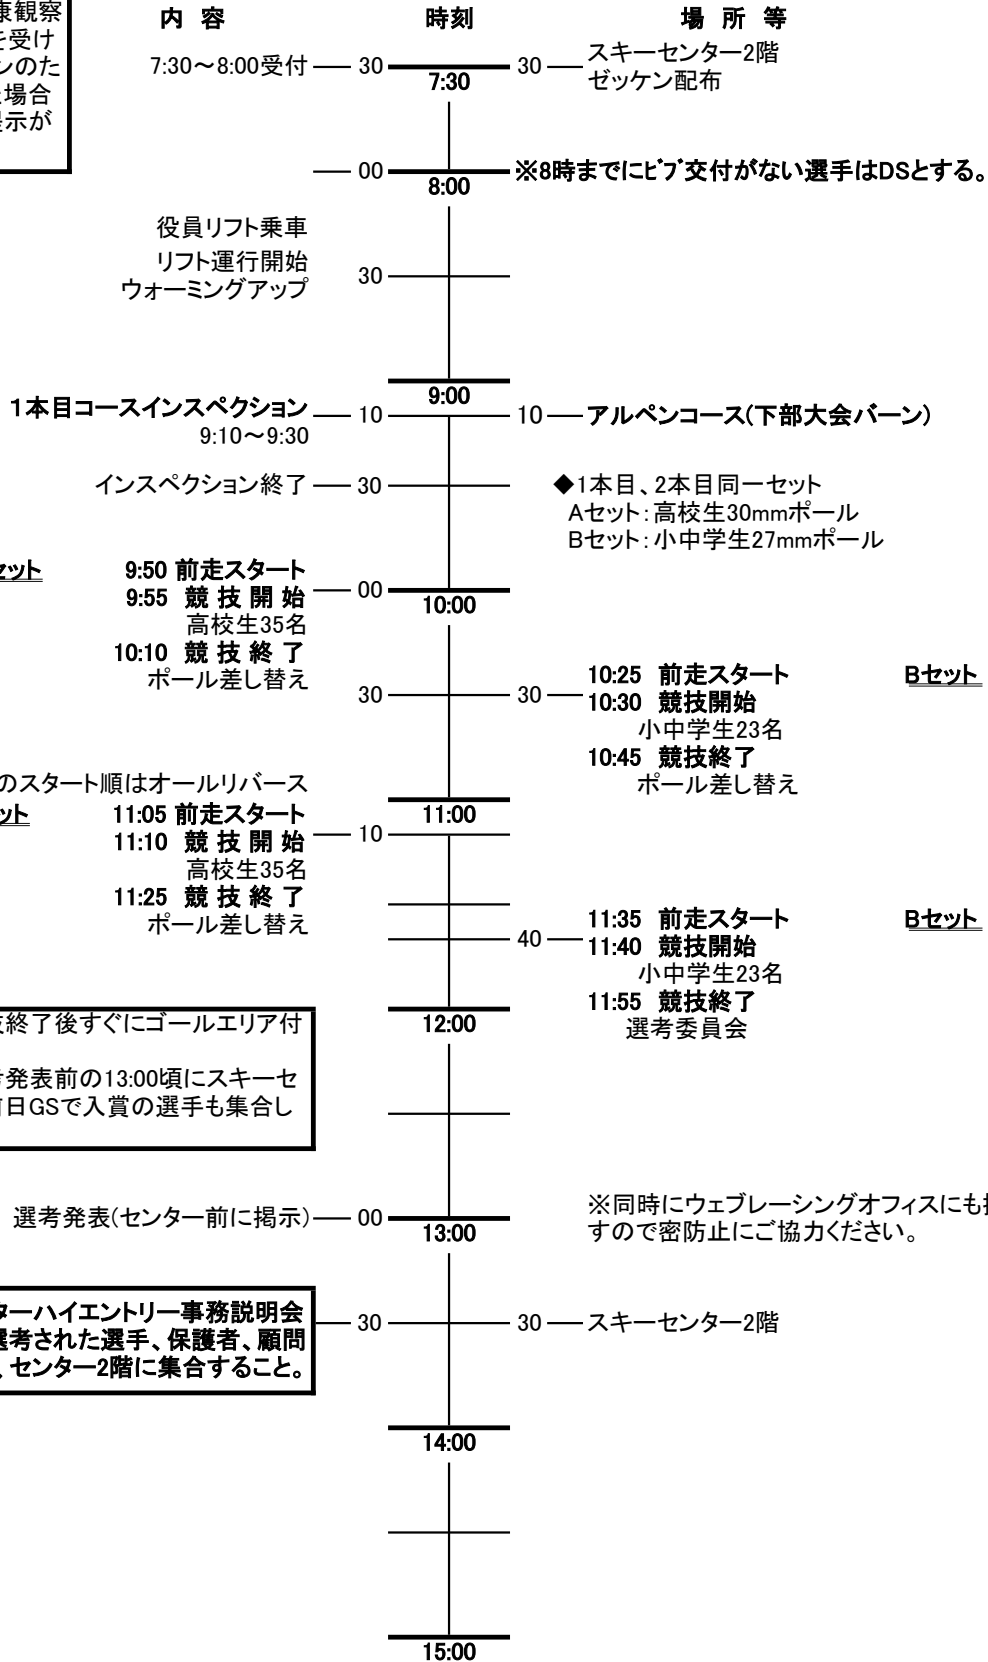 康観察
を受け
ンのた
場合
提示が
内 容 時刻 場 所 等
7:30～8:00受付 30 7:30 30 スキーセンター2階
ゼッケン配布
00 8:00 ※8時までにビブ交付がない選手はDSとする。
役員リフト乗車
リフト運行開始 30
ウォーミングアップ
9:00
1本目コースインスペクション 10 10 アルペンコース(下部大会バーン)
9:10～9:30
インスペクション終了 30 ◆1本目、2本目同一セット
Aセット：高校生30mmポール
Bセット：小中学生27mmポール
セット 9:50 前走スタート
9:55 競 技 開 始 00 10:00
高校生35名
10:10 競 技 終 了
ポール差し替え 30
30 10:25 前走スタート Bセット
10:30 競技開始
小中学生23名
10:45 競技終了
ポール差し替え
のスタート順はオールリバース
11:00
ット 11:05 前走スタート
11:10 競 技 開 始 10
高校生35名
11:25 競 技 終 了
ポール差し替え
40 11:35 前走スタート Bセット
11:40 競技開始
小中学生23名
11:55 競技終了
選考委員会
12:00
技終了後すぐにゴールエリア付
考発表前の13:00頃にスキーセ
前日GSで入賞の選手も集合し
選考発表(センター前に掲示) 00 13:00
※同時にウェブレーシングオフィスにも
すので密防止にご協力ください。
ターハイエントリー事務説明会
選考された選手、保護者、顧問
、センター2階に集合すること。
30 30 スキーセンター2階
14:00
15:00